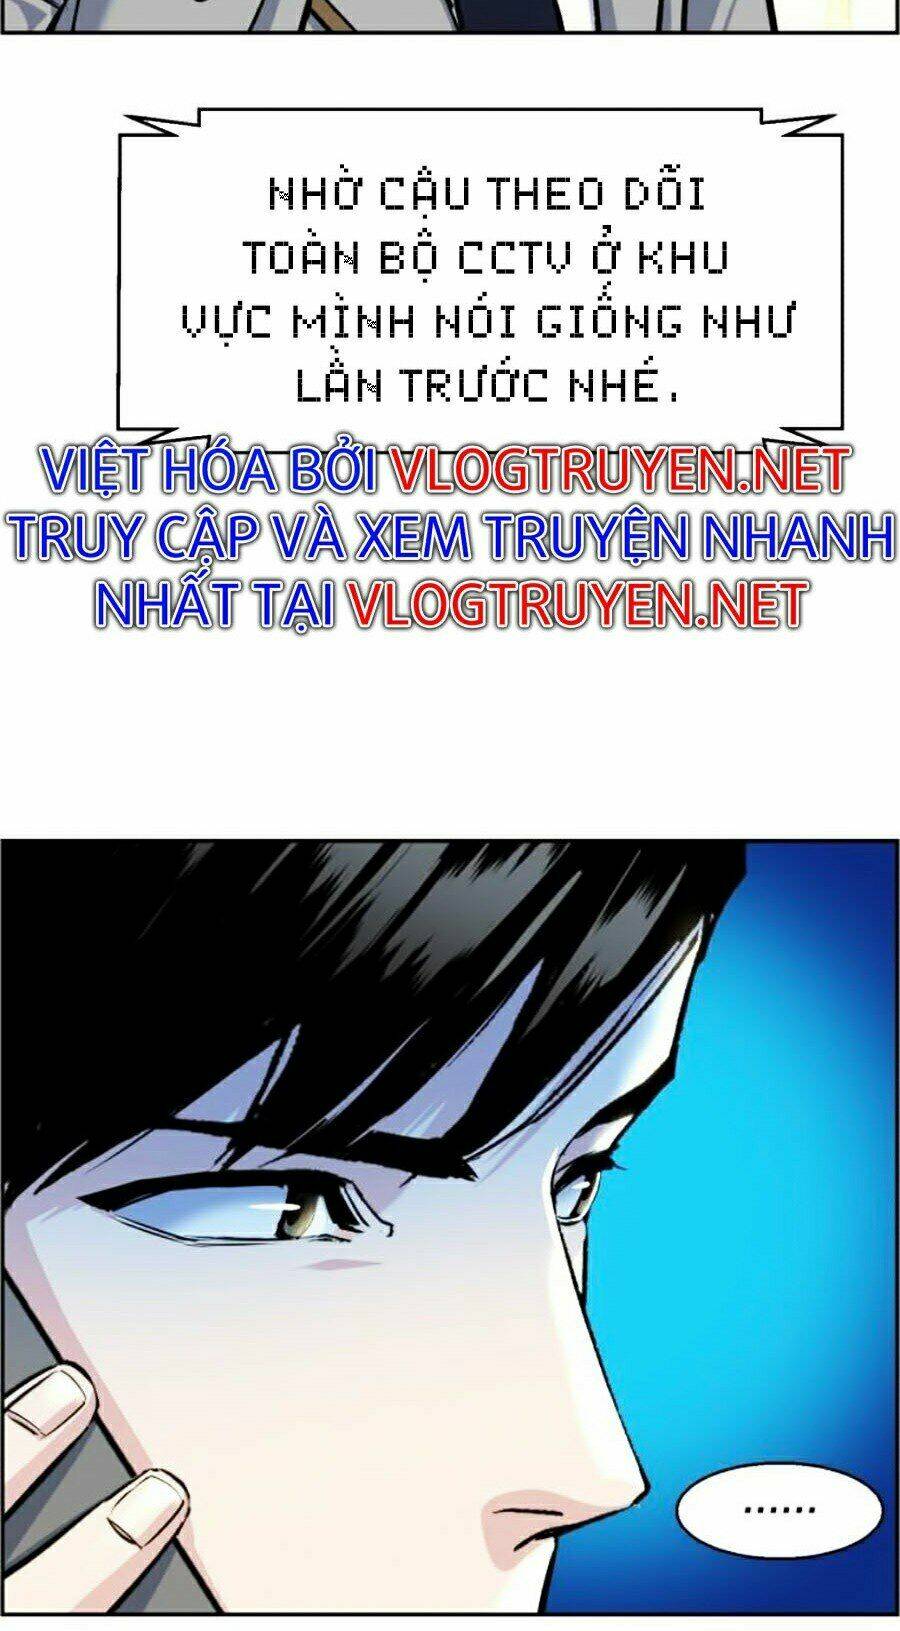 NHỜ CẬU THEO DÕI
TOÀN BỘ CCTV Ở KHU
VỰC MÌNH NÓI GIỐNG NHƯ
LẦN TRƯỚC NHÉ.
VIỆT HÓA BỞI VLOGTRUYEN.NET
TRUY CẬP VÀ XEM TRUYỆN NHANH
NHẤT TẠI VLOGTRUYEN.NET
......